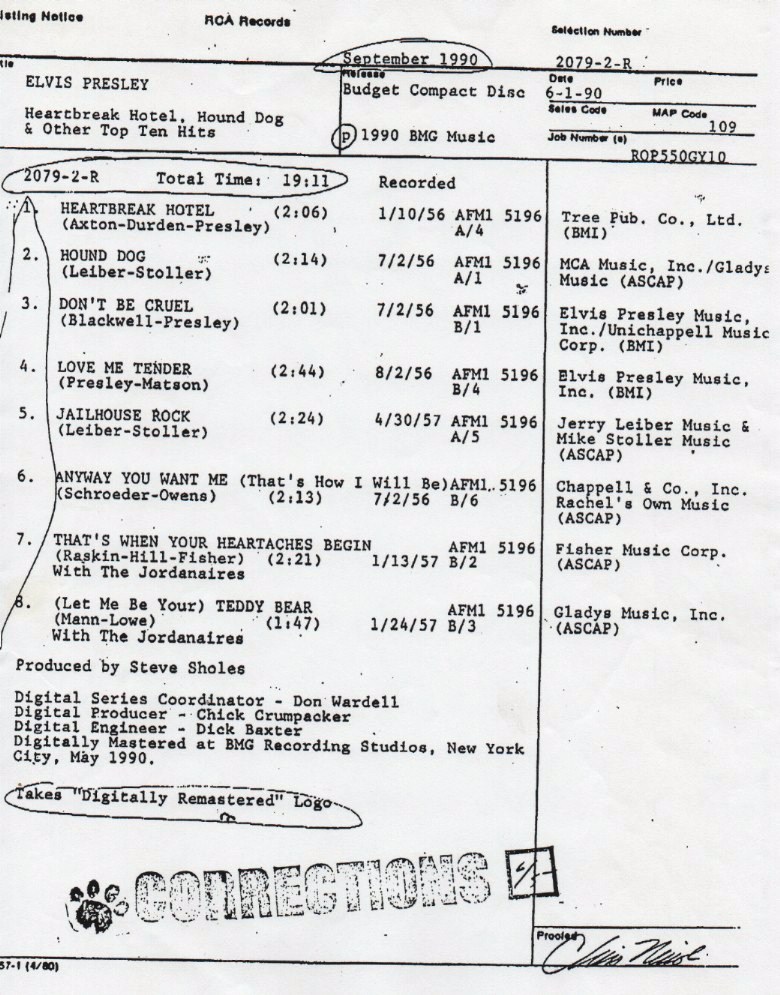 isting Notice RCA Records Selection Number
September 1990 2079-2-R
tle Release Date Price
ELVIS PRESLEY Budget Compact Disc 6-1-90
Heartbreak Hotel, Hound Dog Sales Code MAP Code
& Other Top Ten Hits 109
p 1990 BMG Music Job Number (s)
ROP550GY10
2079-2-R Total Time: 19:11 Recorded
1. HEARTBREAK HOTEL (2:06) 1/10/56 AFM1 5196 Tree Pub. Co., Ltd.
(Axton-Durden-Presley) A/4 (BMI)
2. HOUND DOG (2:14) 7/2/56 AFM1 5196 MCA Music, Inc./Gladys
(Leiber-Stoller) A/1 Music (ASCAP)
3. DON'T BE CRUEL (2:01) 7/2/56 AFM1 5196 Elvis Presley Music,
(Blackwell-Presley) B/1 Inc./Unichappell Music
Corp. (BMI)
4. LOVE ME TENDER (2:44) 8/2/56 AFM1 5196 Elvis Presley Music,
(Presley-Matson) B/4 Inc. (BMI)
5. JAILHOUSE ROCK (2:24) 4/30/57 AFM1 5196 Jerry Leiber Music &
(Leiber-Stoller) A/5 Mike Stoller Music
(ASCAP)
6. ANYWAY YOU WANT ME (That's How I Will Be) AFM1 5196 Chappell & Co., Inc.
(Schroeder-Owens) (2:13) 7/2/56 B/6 Rachel's Own Music
(ASCAP)
7. THAT'S WHEN YOUR HEARTACHES BEGIN AFM1 5196 Fisher Music Corp.
(Raskin-Hill-Fisher) (2:21) 1/13/57 B/2 (ASCAP)
With The Jordanaires
8. (Let Me Be Your) TEDDY BEAR AFM1 5196 Gladys Music, Inc.
(Mann-Lowe) (1:47) 1/24/57 B/3 (ASCAP)
With The Jordanaires
Produced by Steve Sholes
Digital Series Coordinator - Don Wardell
Digital Producer - Chick Crumpacker
Digital Engineer - Dick Baxter
Digitally Mastered at BMG Recording Studios, New York
City, May 1990.
Takes "Digitally Remastered" Logo
CORRECTIONS
Proofed
57-1 (4/80)